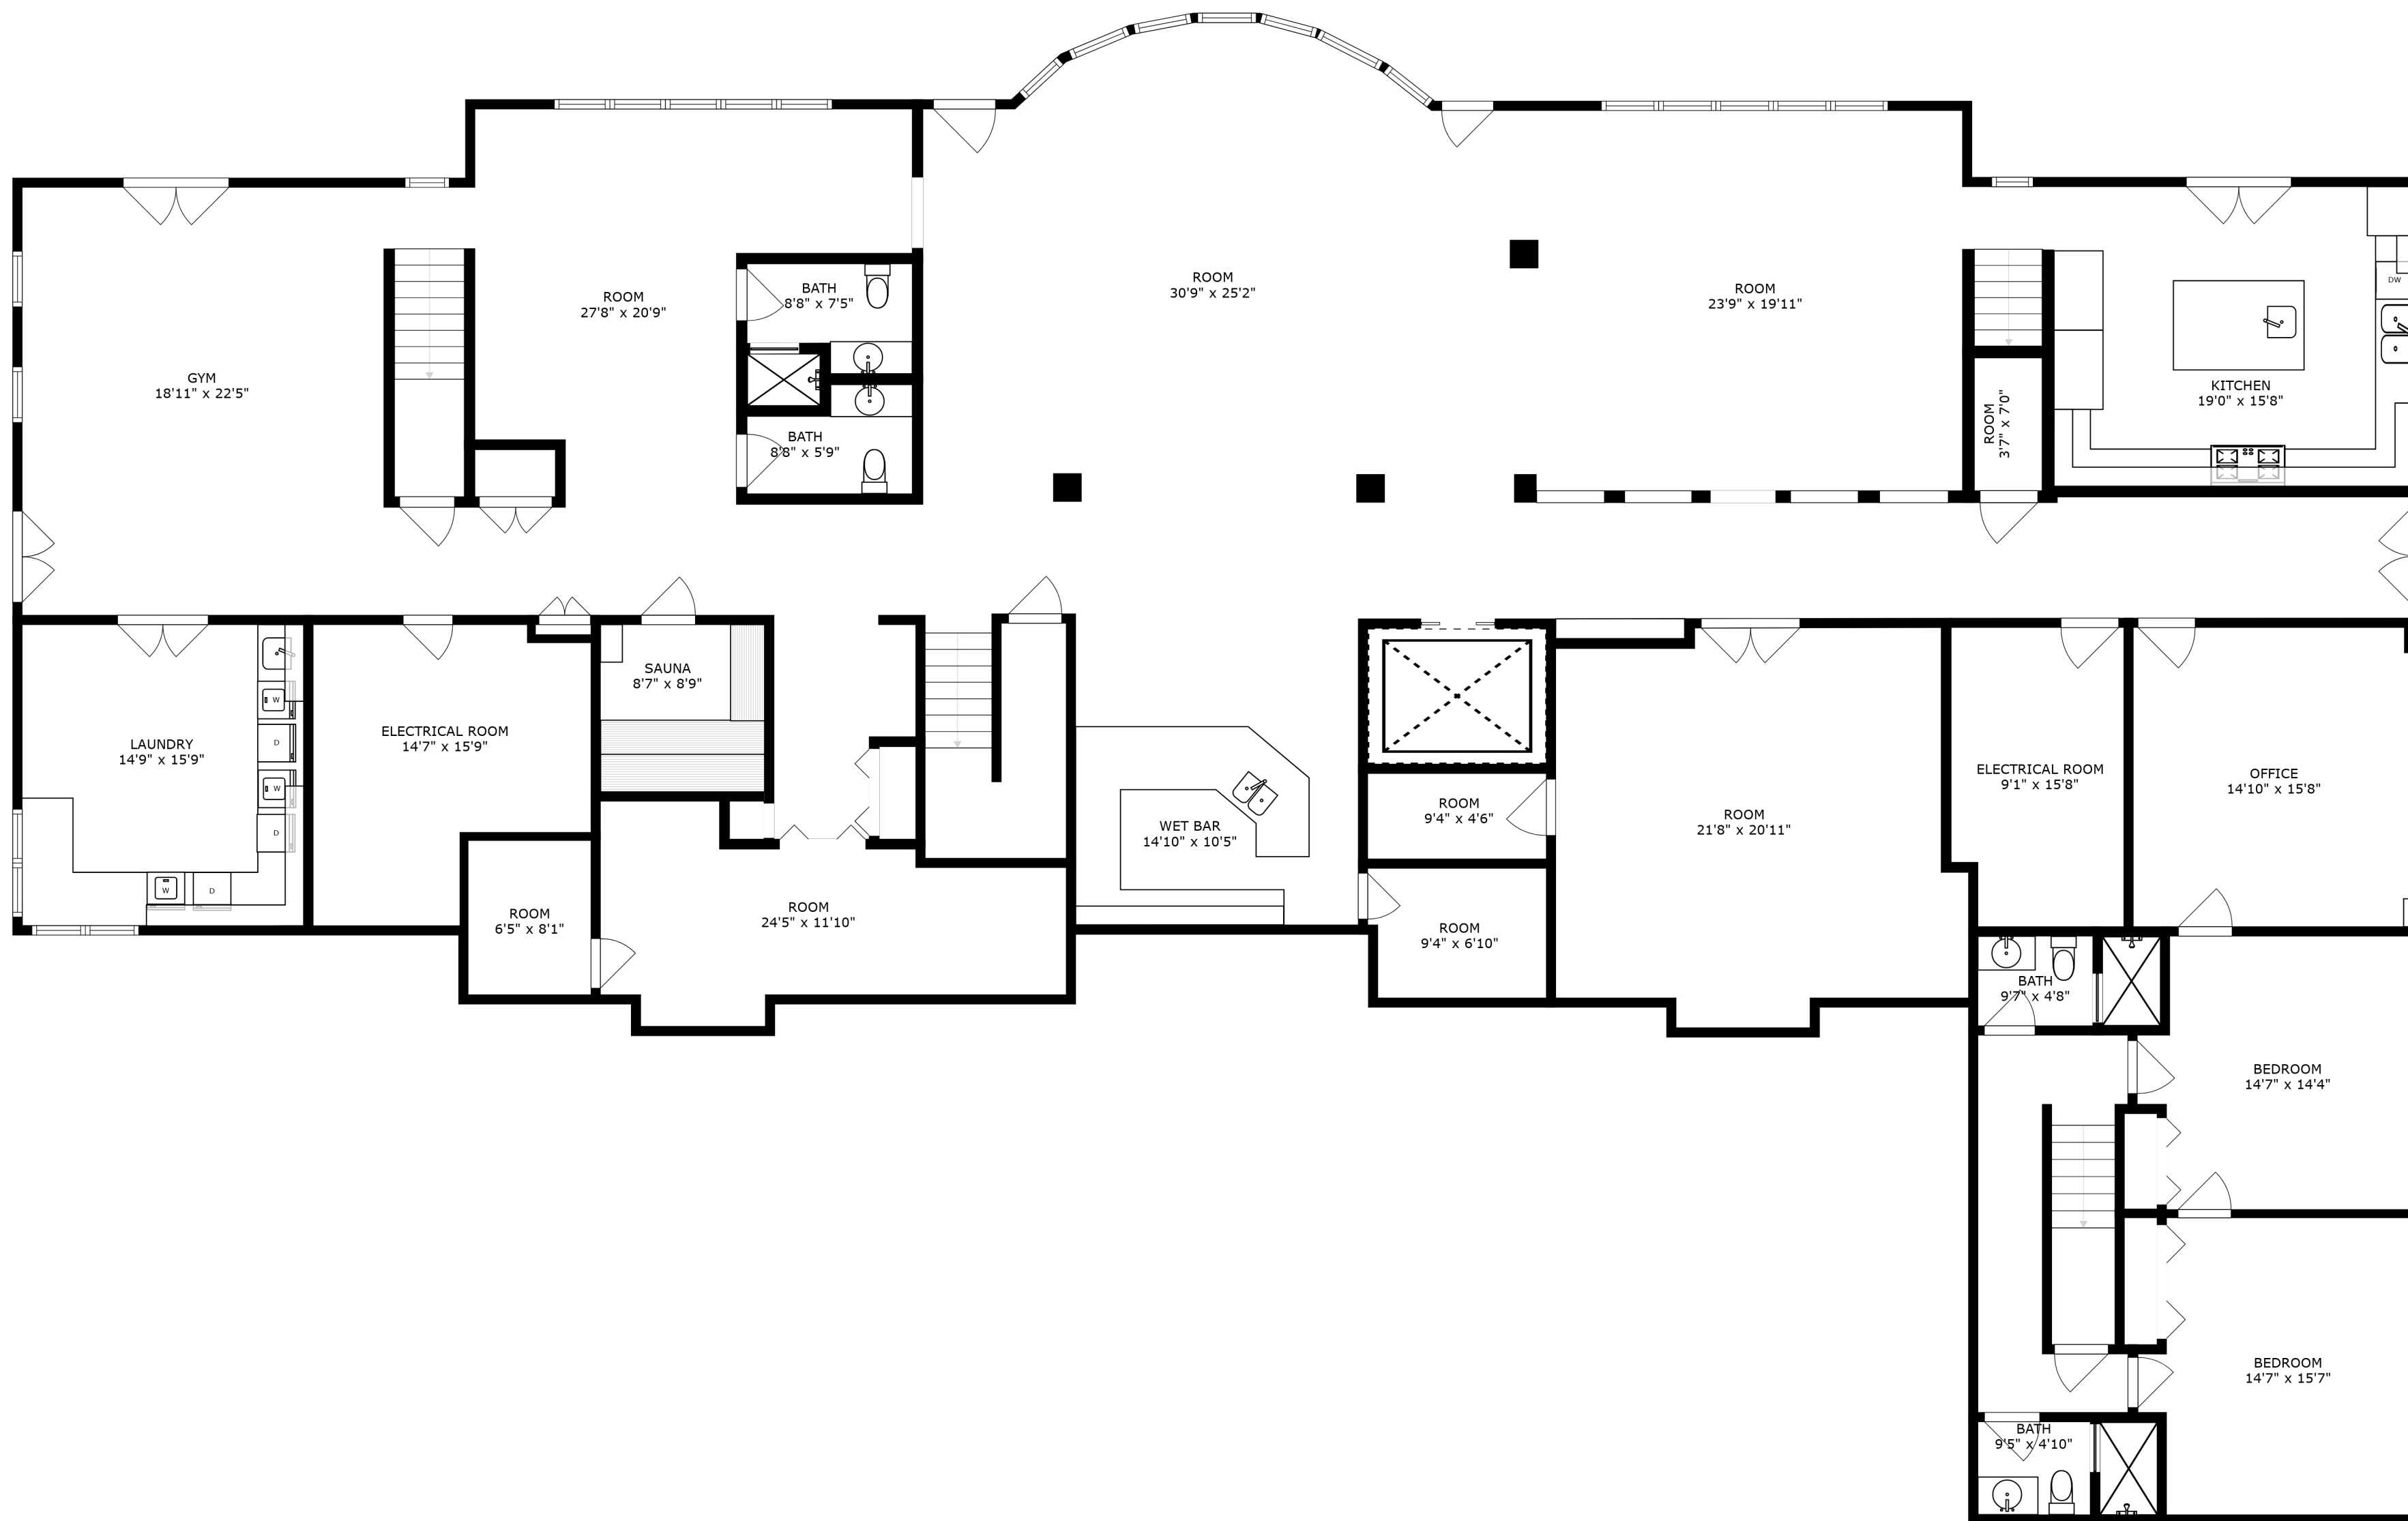 GYM
18'11" x 22'5"
ROOM
27'8" x 20'9"
BATH
8'8" x 7'5"
BATH
8'8" x 5'9"
ROOM
30'9" x 25'2"
ROOM
23'9" x 19'11"
ROOM
3'7" x 7'0"
KITCHEN
19'0" x 15'8"
DW
LAUNDRY
14'9" x 15'9"
W
D
W
D
W
D
ELECTRICAL ROOM
14'7" x 15'9"
SAUNA
8'7" x 8'9"
ROOM
6'5" x 8'1"
ROOM
24'5" x 11'10"
WET BAR
14'10" x 10'5"
ROOM
9'4" x 4'6"
ROOM
9'4" x 6'10"
ROOM
21'8" x 20'11"
ELECTRICAL ROOM
9'1" x 15'8"
OFFICE
14'10" x 15'8"
BATH
9'7" x 4'8"
BEDROOM
14'7" x 14'4"
BEDROOM
14'7" x 15'7"
BATH
9'5" x 4'10"